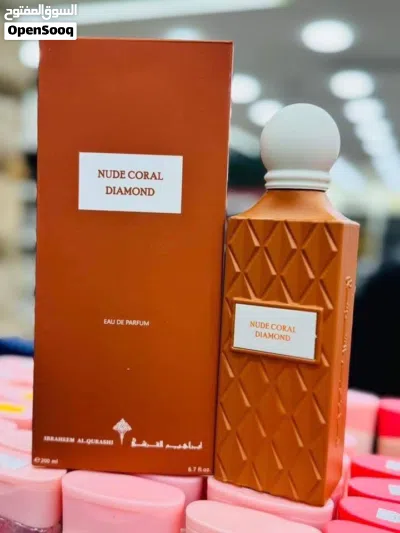 السوق المفتوح
OpenSooq
NUDE CORAL
DIAMOND
EAU DE PARFUM
IBRAHEEM AL.QURASHI
ابراهيم القرشي
e 200 ml
6.7 fl.oz
NUDE CORAL
DIAMOND